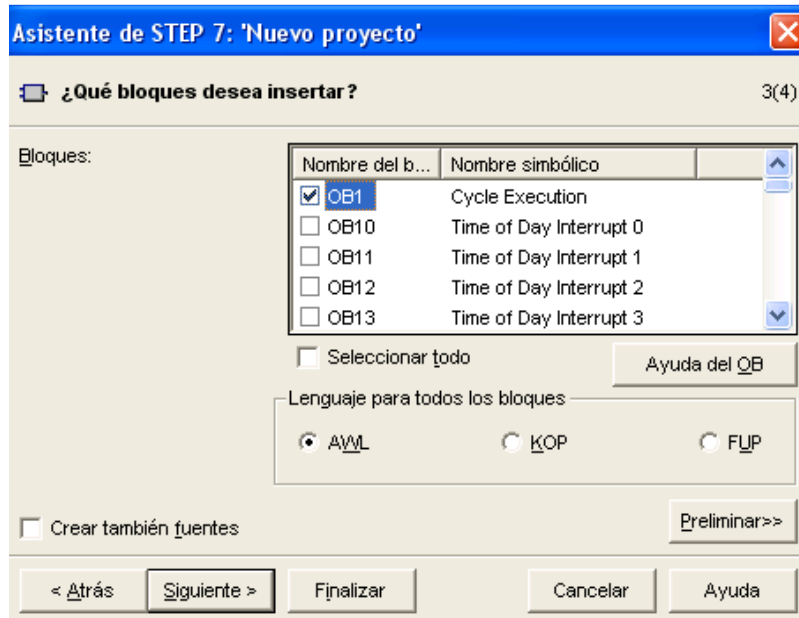 Asistente de STEP 7: 'Nuevo proyecto'
¿Qué bloques desea insertar? 3(4)
Bloques:
Nombre del b... Nombre simbólico
OB1 Cycle Execution
OB10 Time of Day Interrupt 0
OB11 Time of Day Interrupt 1
OB12 Time of Day Interrupt 2
OB13 Time of Day Interrupt 3
Seleccionar todo Ayuda del OB
Lenguaje para todos los bloques
AWL KOP FUP
Crear también fuentes Preliminar>>
< Atrás Siguiente > Finalizar Cancelar Ayuda